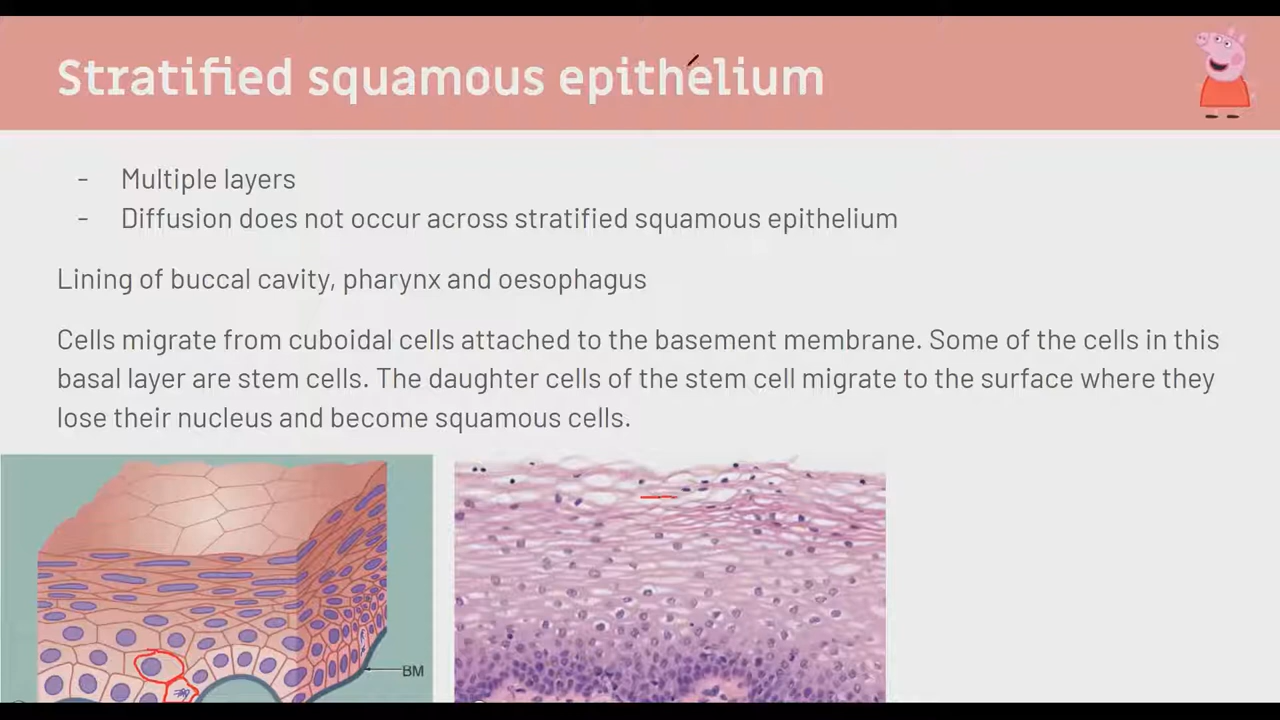 Stratified squamous epithelium
- Multiple layers
- Diffusion does not occur across stratified squamous epithelium
Lining of buccal cavity, pharynx and oesophagus
Cells migrate from cuboidal cells attached to the basement membrane. Some of the cells in this
basal layer are stem cells. The daughter cells of the stem cell migrate to the surface where they
lose their nucleus and become squamous cells.
BM